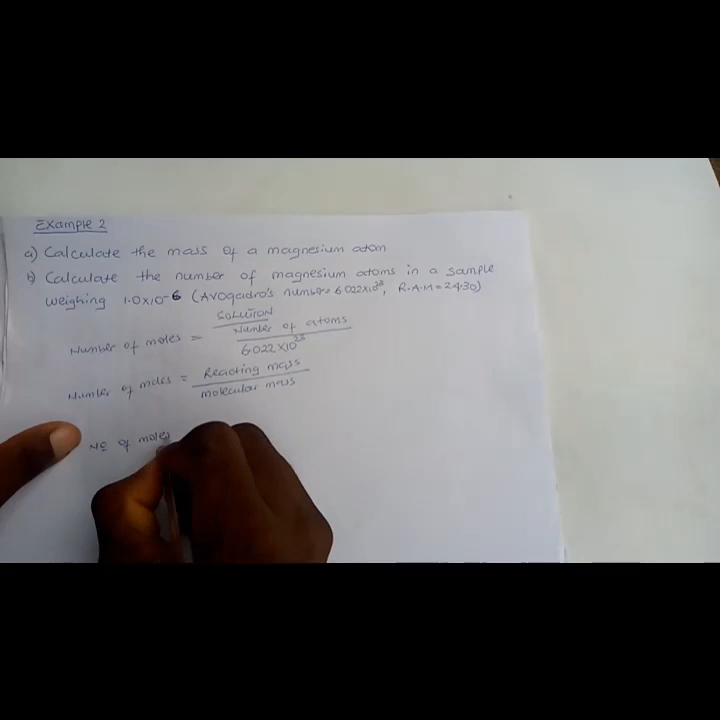 Example 2
a) Calculate the mass of a magnesium atom
b) Calculate the number of magnesium atoms in a sample
weighing 1.0x10-6 (Avogadro's number=6.022x10²³, R.A.M=24.30)
SOLUTION
Number of moles = Number of atoms
6.022X10²³
Number of moles = Reacting mass
molecular mass
No of moles